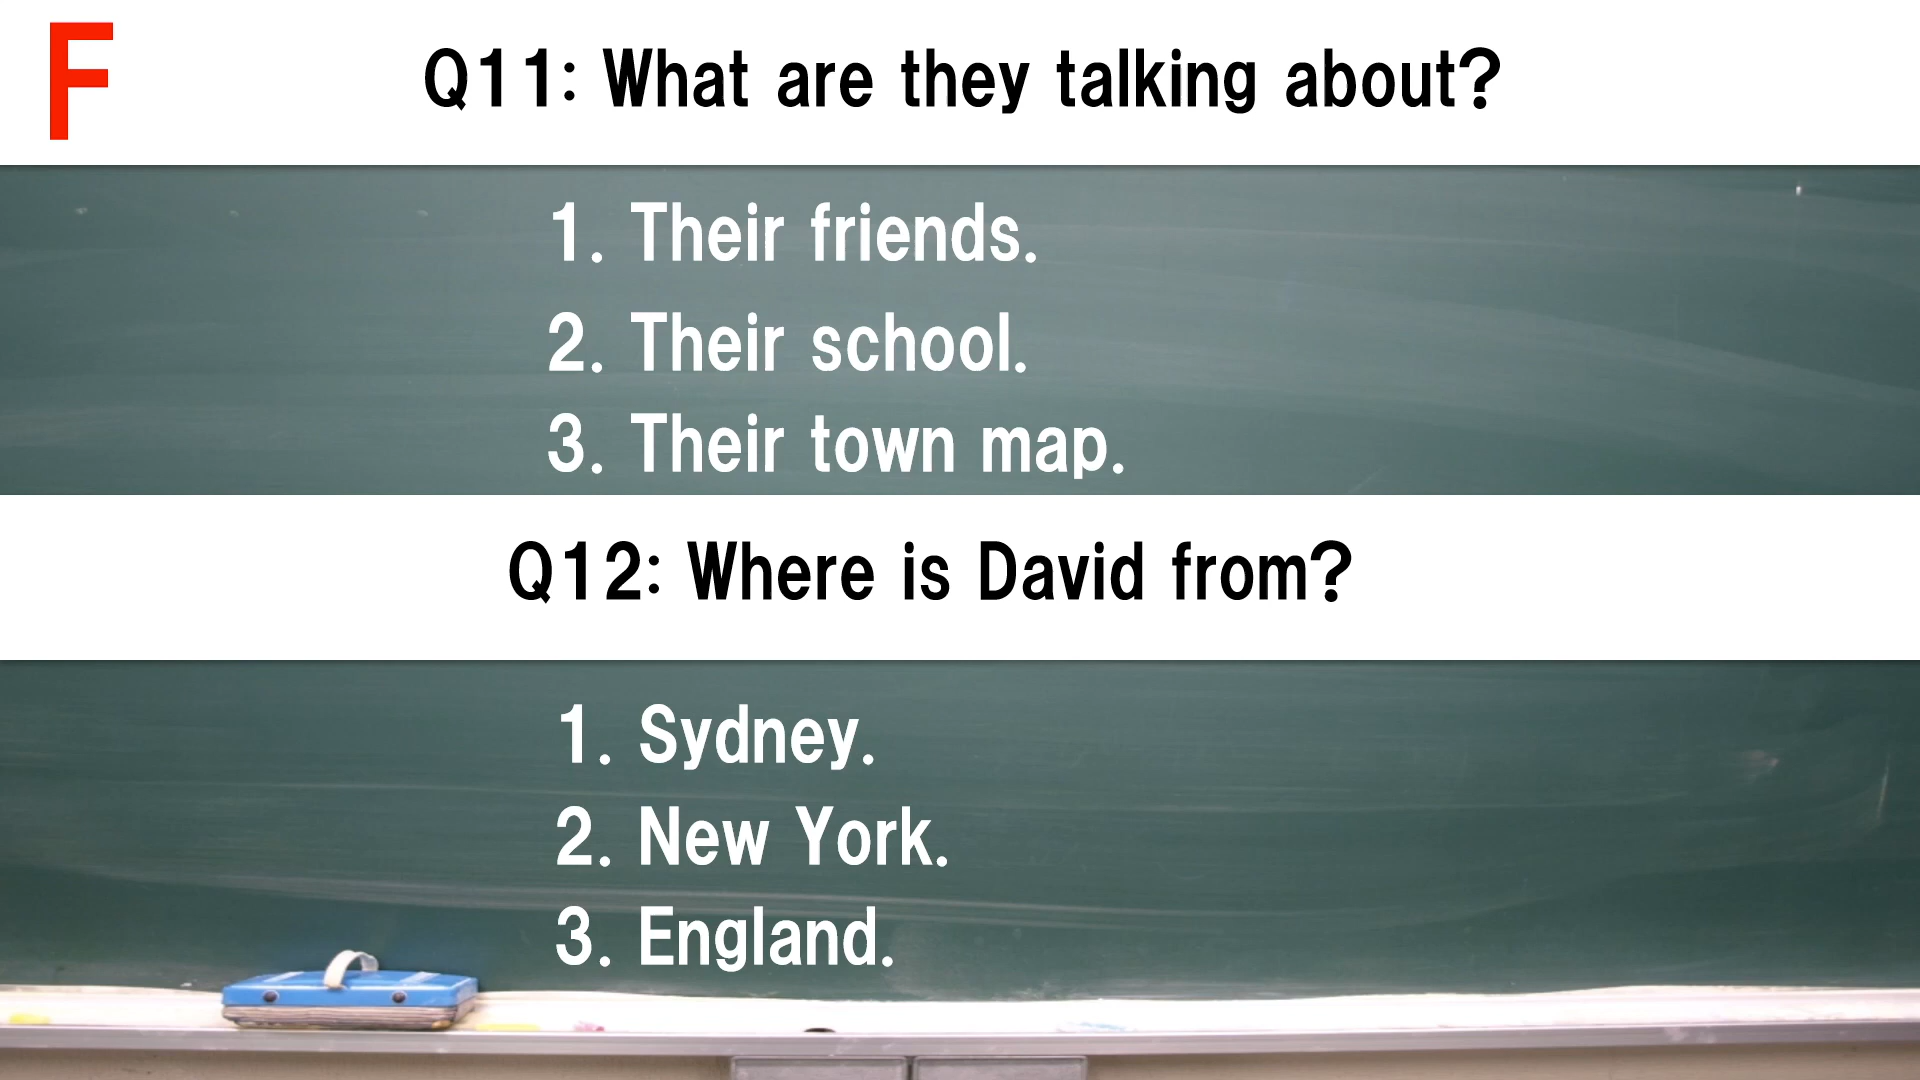 F
Q11: What are they talking about?
1. Their friends.
2. Their school.
3. Their town map.
Q12: Where is David from?
1. Sydney.
2. New York.
3. England.